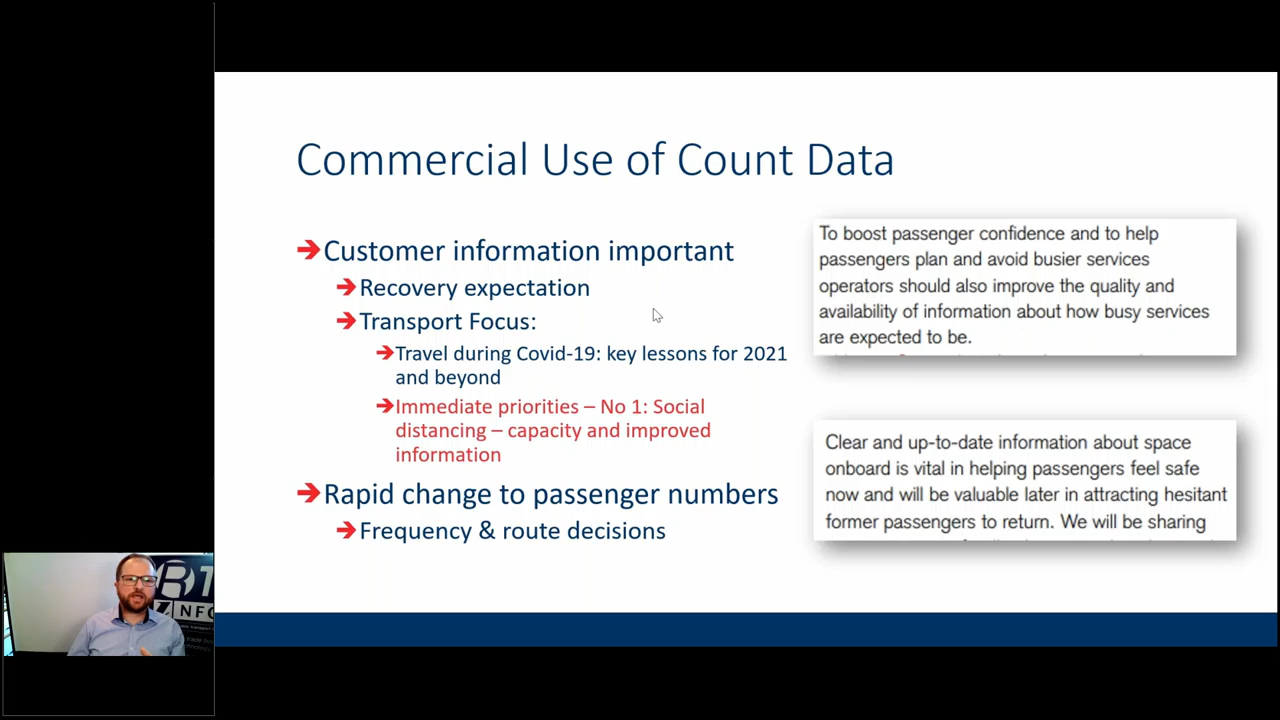 Commercial Use of Count Data
Customer information important
Recovery expectation
Transport Focus:
Travel during Covid-19: key lessons for 2021
and beyond
Immediate priorities – No 1: Social
distancing – capacity and improved
information
Rapid change to passenger numbers
Frequency & route decisions
To boost passenger confidence and to help
passengers plan and avoid busier services
operators should also improve the quality and
availability of information about how busy services
are expected to be.
Clear and up-to-date information about space
onboard is vital in helping passengers feel safe
now and will be valuable later in attracting hesitant
former passengers to return. We will be sharing